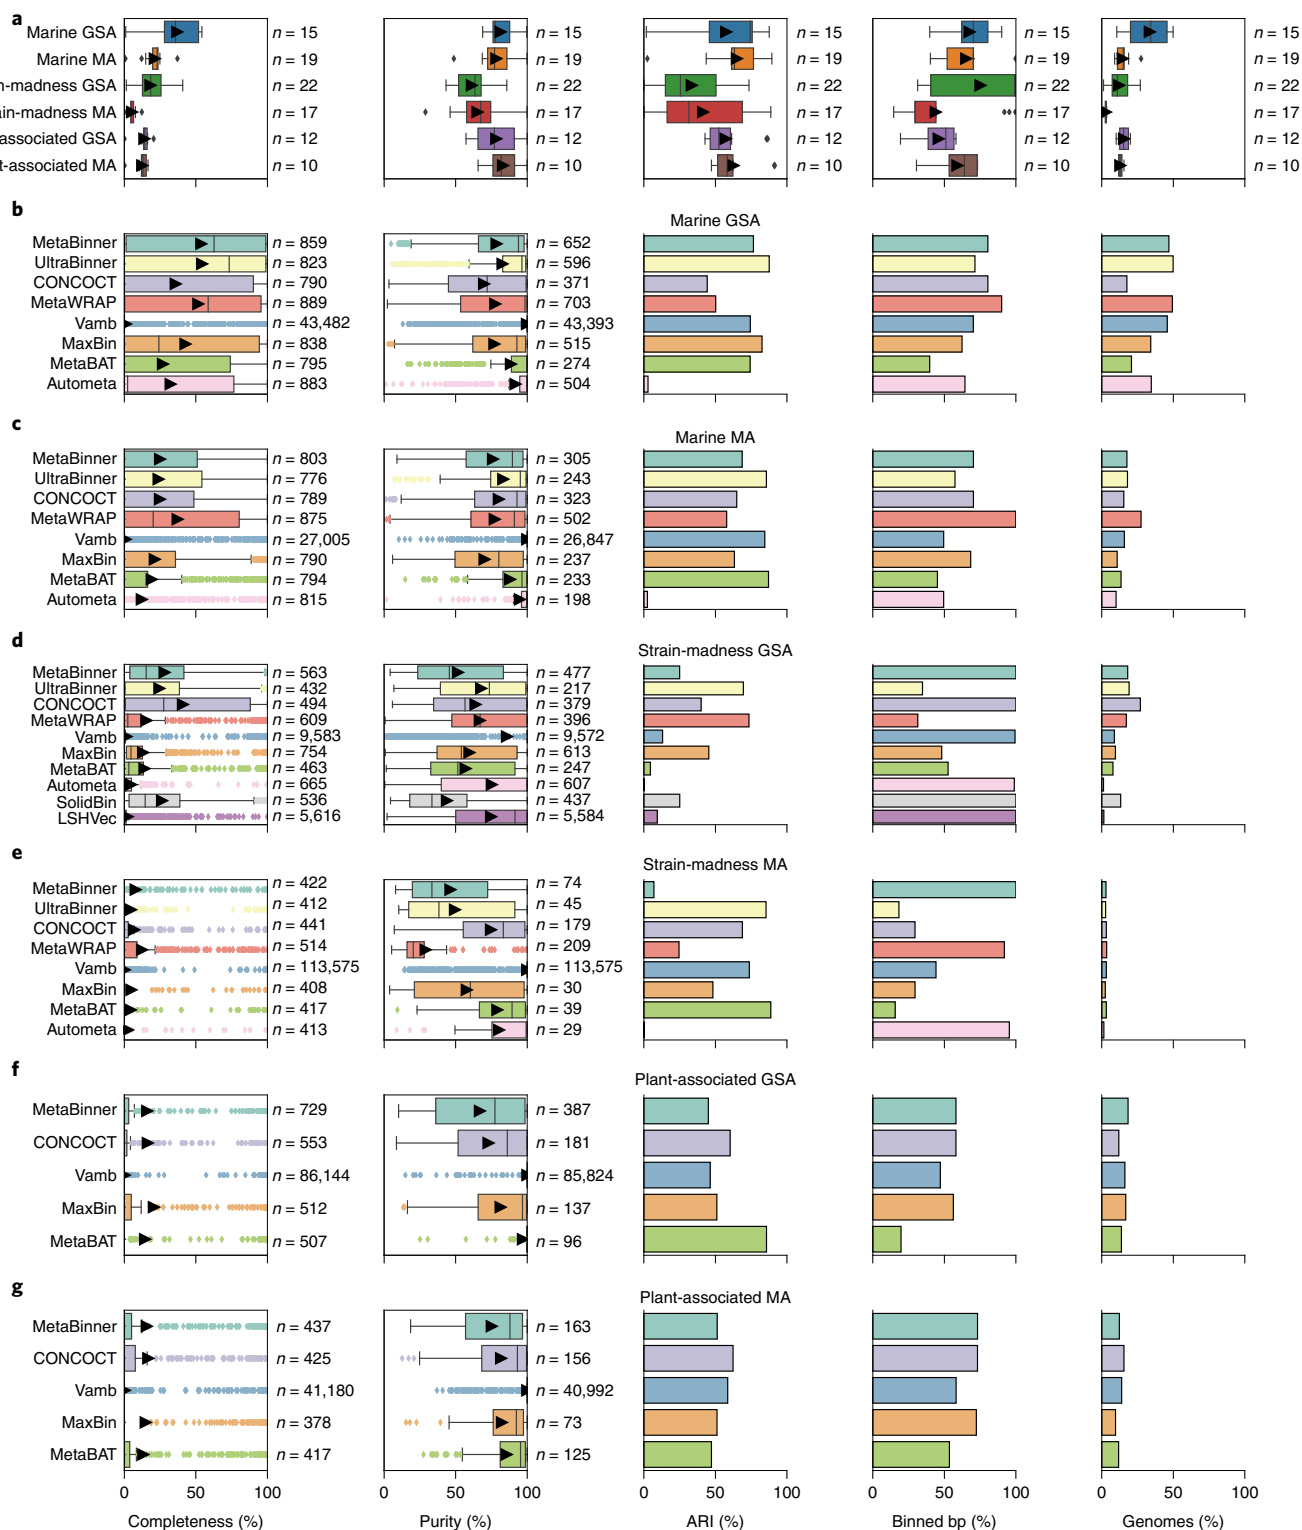 a
Marine GSA n = 15 n = 15 n = 15 n = 15 n = 15
Marine MA n = 19 n = 19 n = 19 n = 19 n = 19
n-madness GSA n = 22 n = 22 n = 22 n = 22 n = 22
ain-madness MA n = 17 n = 17 n = 17 n = 17 n = 17
associated GSA n = 12 n = 12 n = 12 n = 12 n = 12
t-associated MA n = 10 n = 10 n = 10 n = 10 n = 10
b
Marine GSA
MetaBinner n = 859 n = 652
UltraBinner n = 823 n = 596
CONCOCT n = 790 n = 371
MetaWRAP n = 889 n = 703
Vamb n = 43,482 n = 43,393
MaxBin n = 838 n = 515
MetaBAT n = 795 n = 274
Autometa n = 883 n = 504
0 100 0 100 0 100
c
Marine MA
MetaBinner n = 803 n = 305
UltraBinner n = 776 n = 243
CONCOCT n = 789 n = 323
MetaWRAP n = 875 n = 502
Vamb n = 27,005 n = 26,847
MaxBin n = 790 n = 237
MetaBAT n = 794 n = 233
Autometa n = 815 n = 198
d
Strain-madness GSA
MetaBinner n = 563 n = 477
UltraBinner n = 432 n = 217
CONCOCT n = 494 n = 379
MetaWRAP n = 609 n = 396
Vamb n = 9,583 n = 9,572
MaxBin n = 754 n = 613
MetaBAT n = 463 n = 247
Autometa n = 665 n = 607
SolidBin n = 536 n = 437
LSHVec n = 5,616 n = 5,584
e
Strain-madness MA
MetaBinner n = 422 n = 74
UltraBinner n = 412 n = 45
CONCOCT n = 441 n = 179
MetaWRAP n = 514 n = 209
Vamb n = 113,575 n = 113,575
MaxBin n = 408 n = 30
MetaBAT n = 417 n = 39
Autometa n = 413 n = 29
f
Plant-associated GSA
MetaBinner n = 729 n = 387
CONCOCT n = 553 n = 181
Vamb n = 86,144 n = 85,824
MaxBin n = 512 n = 137
MetaBAT n = 507 n = 96
g
Plant-associated MA
MetaBinner n = 437 n = 163
CONCOCT n = 425 n = 156
Vamb n = 41,180 n = 40,992
MaxBin n = 378 n = 73
MetaBAT n = 417 n = 125
0 50 100 0 50 100 0 50 100 0 50 100 0 50 100
Completeness (%) Purity (%) ARI (%) Binned bp (%) Genomes (%)